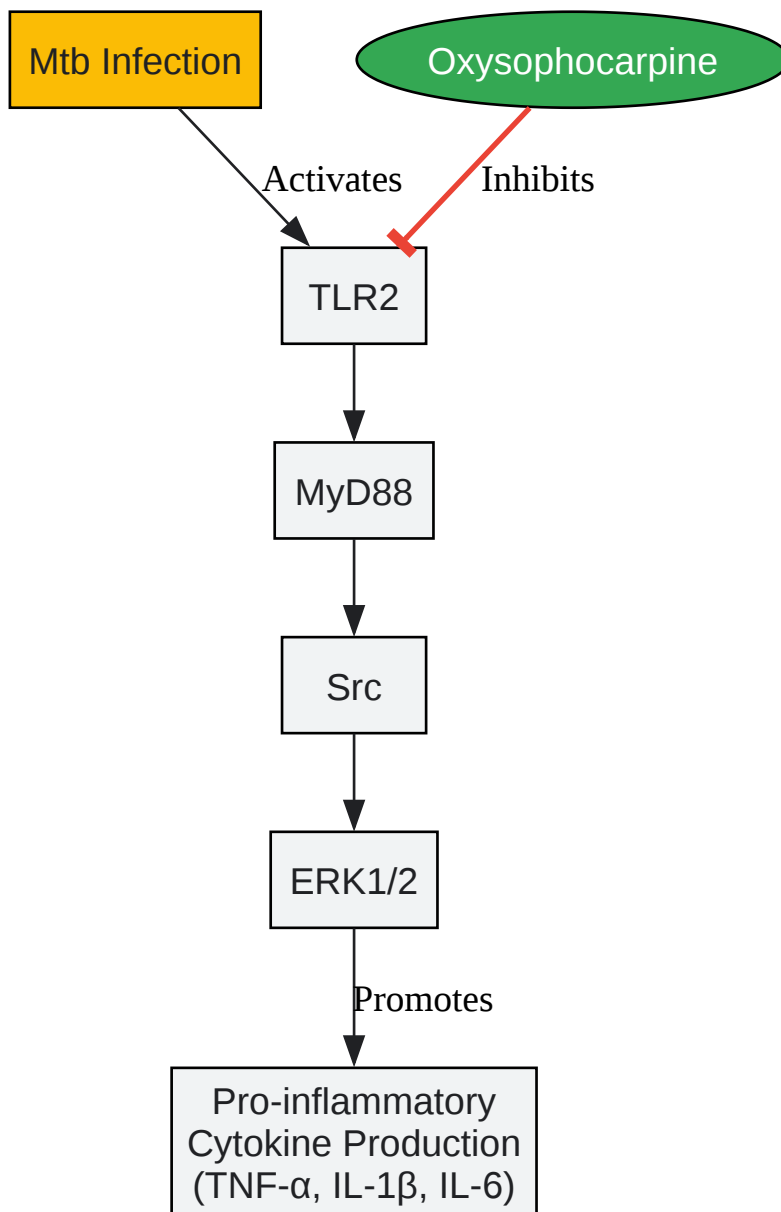 Mtb Infection
Oxysophocarpine
Activates
Inhibits
TLR2
MyD88
Src
ERK1/2
Promotes
Pro-inflammatory
Cytokine Production
(TNF-α, IL-1β, IL-6)